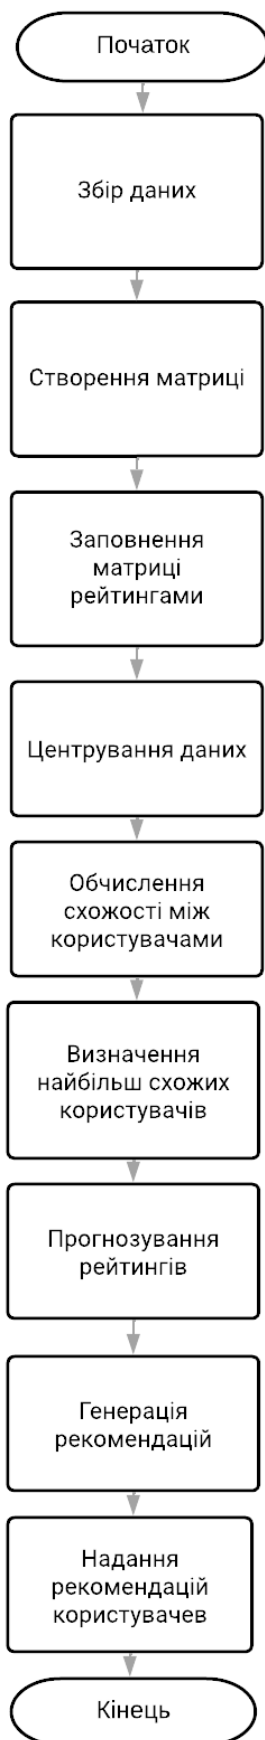 Початок
Збір даних
Створення матриці
Заповнення
матриці
рейтингами
Центрування даних
Обчислення
схожості між
користувачами
Визначення
найбільш схожих
користувачів
Прогнозування
рейтингів
Генерація
рекомендацій
Надання
рекомендацій
користувачев
Кінець